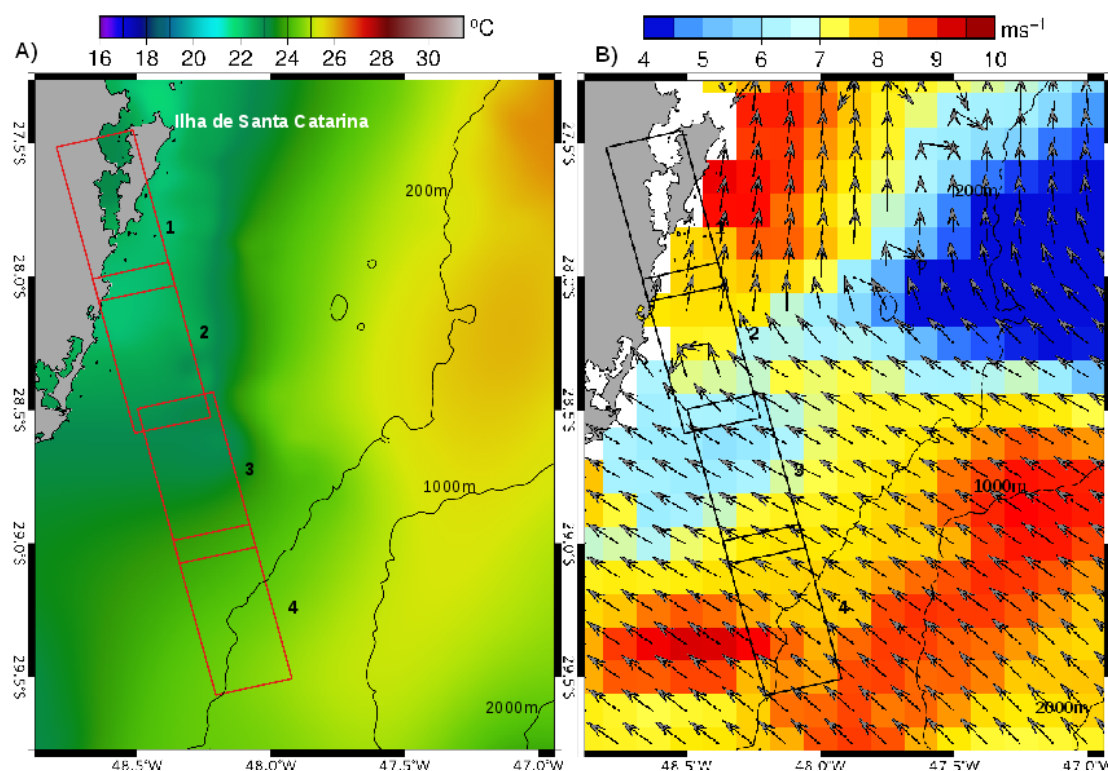 A)
16 18 20 22 24 26 28 30
ºC
B)
4 5 6 7 8 9 10
ms⁻¹
Ilha de Santa Catarina
200m
1
2
3
4
1000m
2000m
27.5°S
28.0°S
28.5°S
29.0°S
29.5°S
48.5°W
48.0°W
47.5°W
47.0°W
200m
1
2
3
4
1000m
2000m
27.5°S
28.0°S
28.5°S
29.0°S
29.5°S
48.5°W
48.0°W
47.5°W
47.0°W